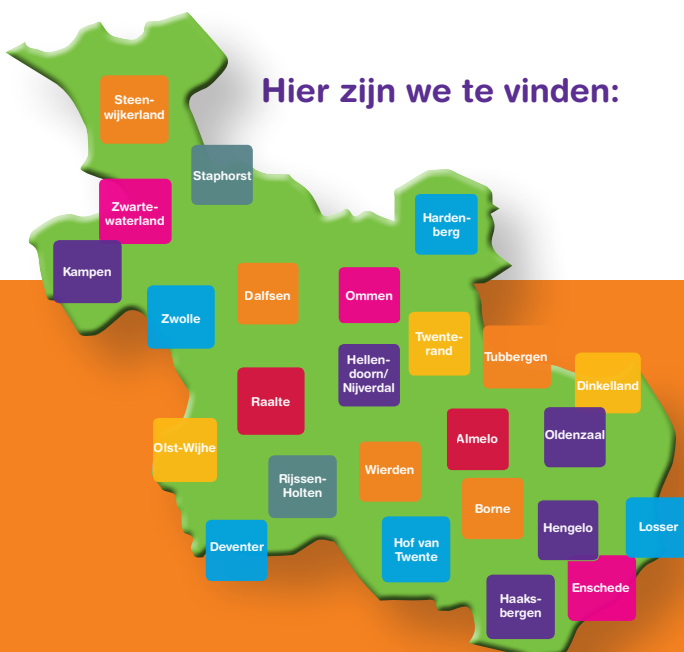 Hier zijn we te vinden:
Steen-
wijkerland
Staphorst
Zwarte-
waterland
Harden-
berg
Kampen
Zwolle
Dalfsen
Ommen
Twente-
rand
Tubbergen
Hellen-
doorn/
Nijverdal
Dinkelland
Raalte
Almelo
Oldenzaal
Olst-Wijhe
Rijssen-
Holten
Wierden
Borne
Hengelo
Losser
Deventer
Hof van
Twente
Enschede
Haaks-
bergen